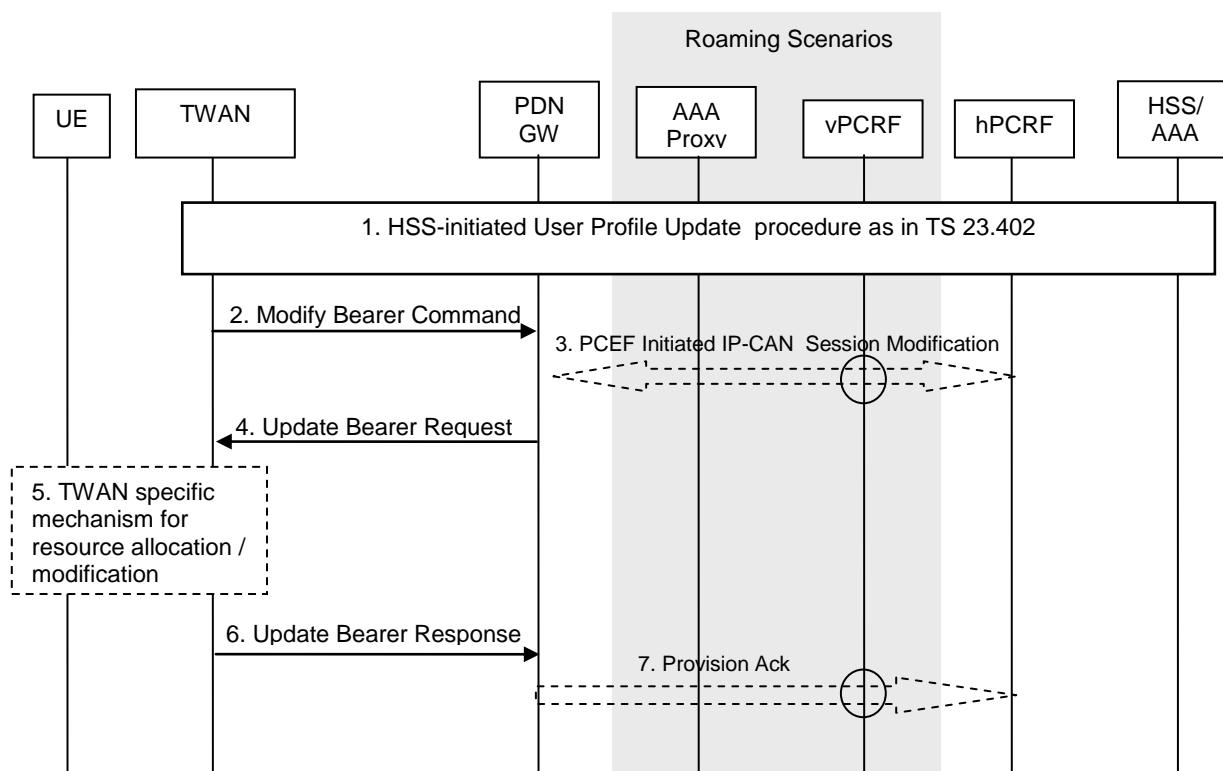 Roaming Scenarios
UE
TWAN
PDN
GW
AAA
Proxy
vPCRF
hPCRF
HSS/
AAA
1. HSS-initiated User Profile Update procedure as in TS 23.402
2. Modify Bearer Command
3. PCEF Initiated IP-CAN Session Modification
4. Update Bearer Request
5. TWAN specific
mechanism for
resource allocation /
modification
6. Update Bearer Response
7. Provision Ack